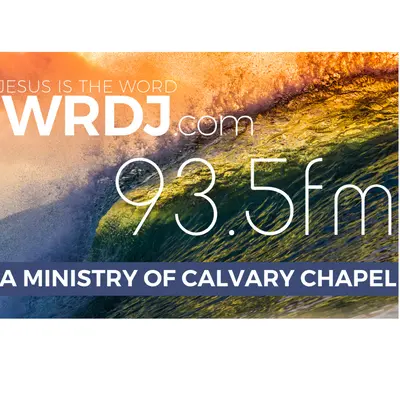 JESUS IS THE WORD
WRDJ.com
93.5fm
A MINISTRY OF CALVARY CHAPEL